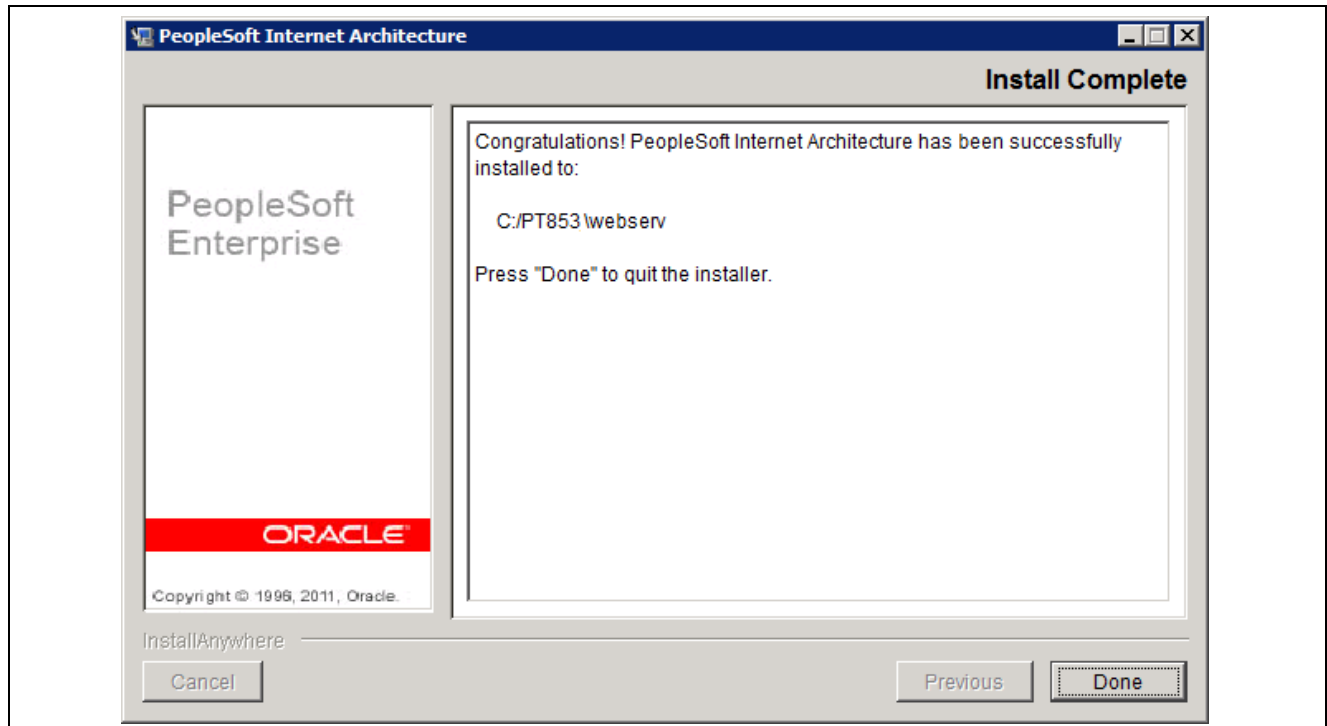 PeopleSoft Internet Architecture
Install Complete
PeopleSoft
Enterprise
Congratulations! PeopleSoft Internet Architecture has been successfully
installed to:
C:/PT853 \webserv
Press "Done" to quit the installer.
ORACLE
Copyright © 1996, 2011, Oracle.
InstallAnywhere
Cancel
Previous
Done